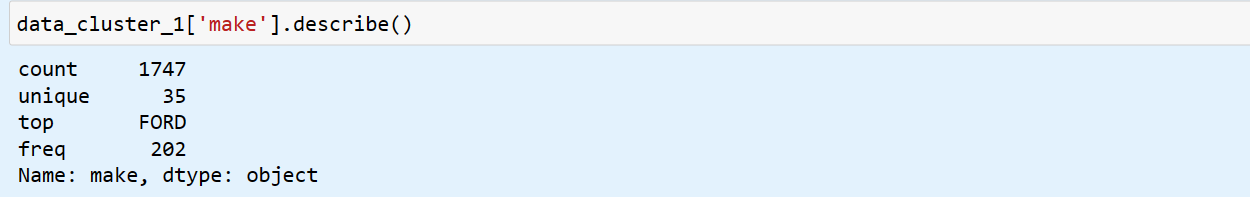 data_cluster_1['make'].describe()
count     1747
unique      35
top       FORD
freq       202
Name: make, dtype: object